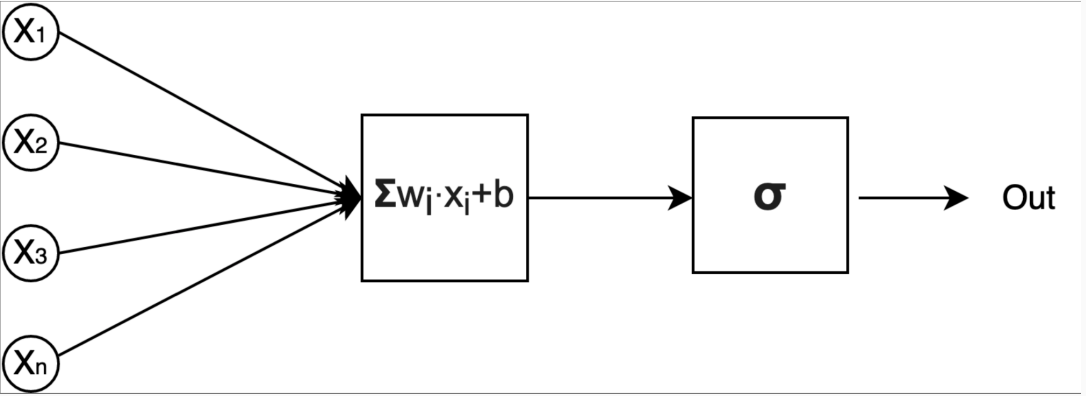 X1
X2
Σwi·xi+b
σ
Out
X3
Xn